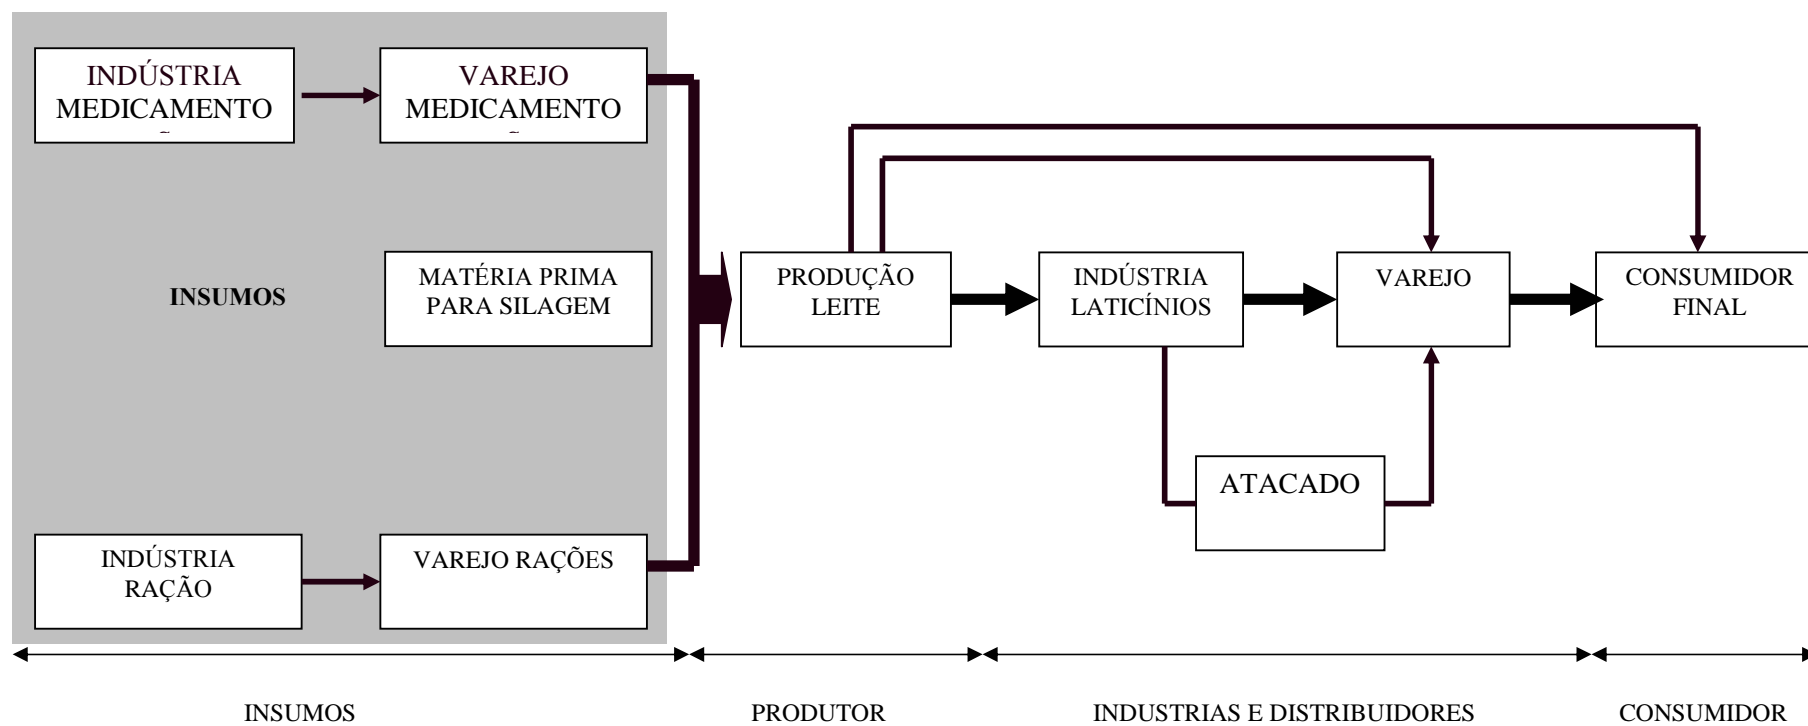 INDÚSTRIA
MEDICAMENTO
VAREJO
MEDICAMENTO
INSUMOS
MATÉRIA PRIMA
PARA SILAGEM
PRODUÇÃO
LEITE
INDÚSTRIA
LATICÍNIOS
VAREJO
CONSUMIDOR
FINAL
ATACADO
INDÚSTRIA
RAÇÃO
VAREJO RAÇÕES
INSUMOS
PRODUTOR
INDUSTRIAS E DISTRIBUIDORES
CONSUMIDOR